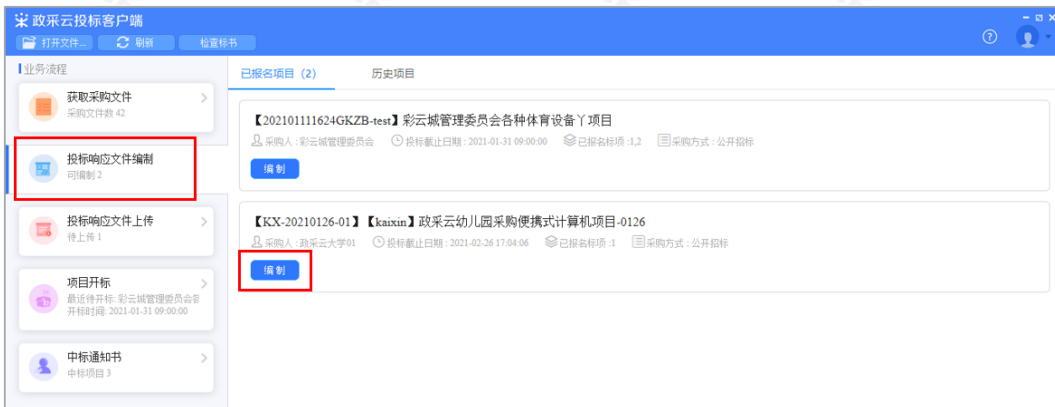 采 政采云投标客户端
打开文件... 刷新 检查标书
业务流程
获取采购文件
采购文件数 42
投标响应文件编制
可编制 2
投标响应文件上传
待上传 1
项目开标
最近待开标: 彩云城管理委员会各
开标时间: 2021-01-31 09:00:00
中标通知书
中标项目 3
已报名项目（2） 历史项目
【202101111624GKZB-test】彩云城管理委员会各种体育设备丫项目
采购人 : 彩云城管理委员会 投标截止日期 : 2021-01-31 09:00:00 已报名标项 :1,2 采购方式 : 公开招标
编制
【KX-20210126-01】【kaixin】政采云幼儿园采购便携式计算机项目-0126
采购人 : 政采云大学01 投标截止日期 : 2021-02-26 17:04:06 已报名标项 :1 采购方式 : 公开招标
编制